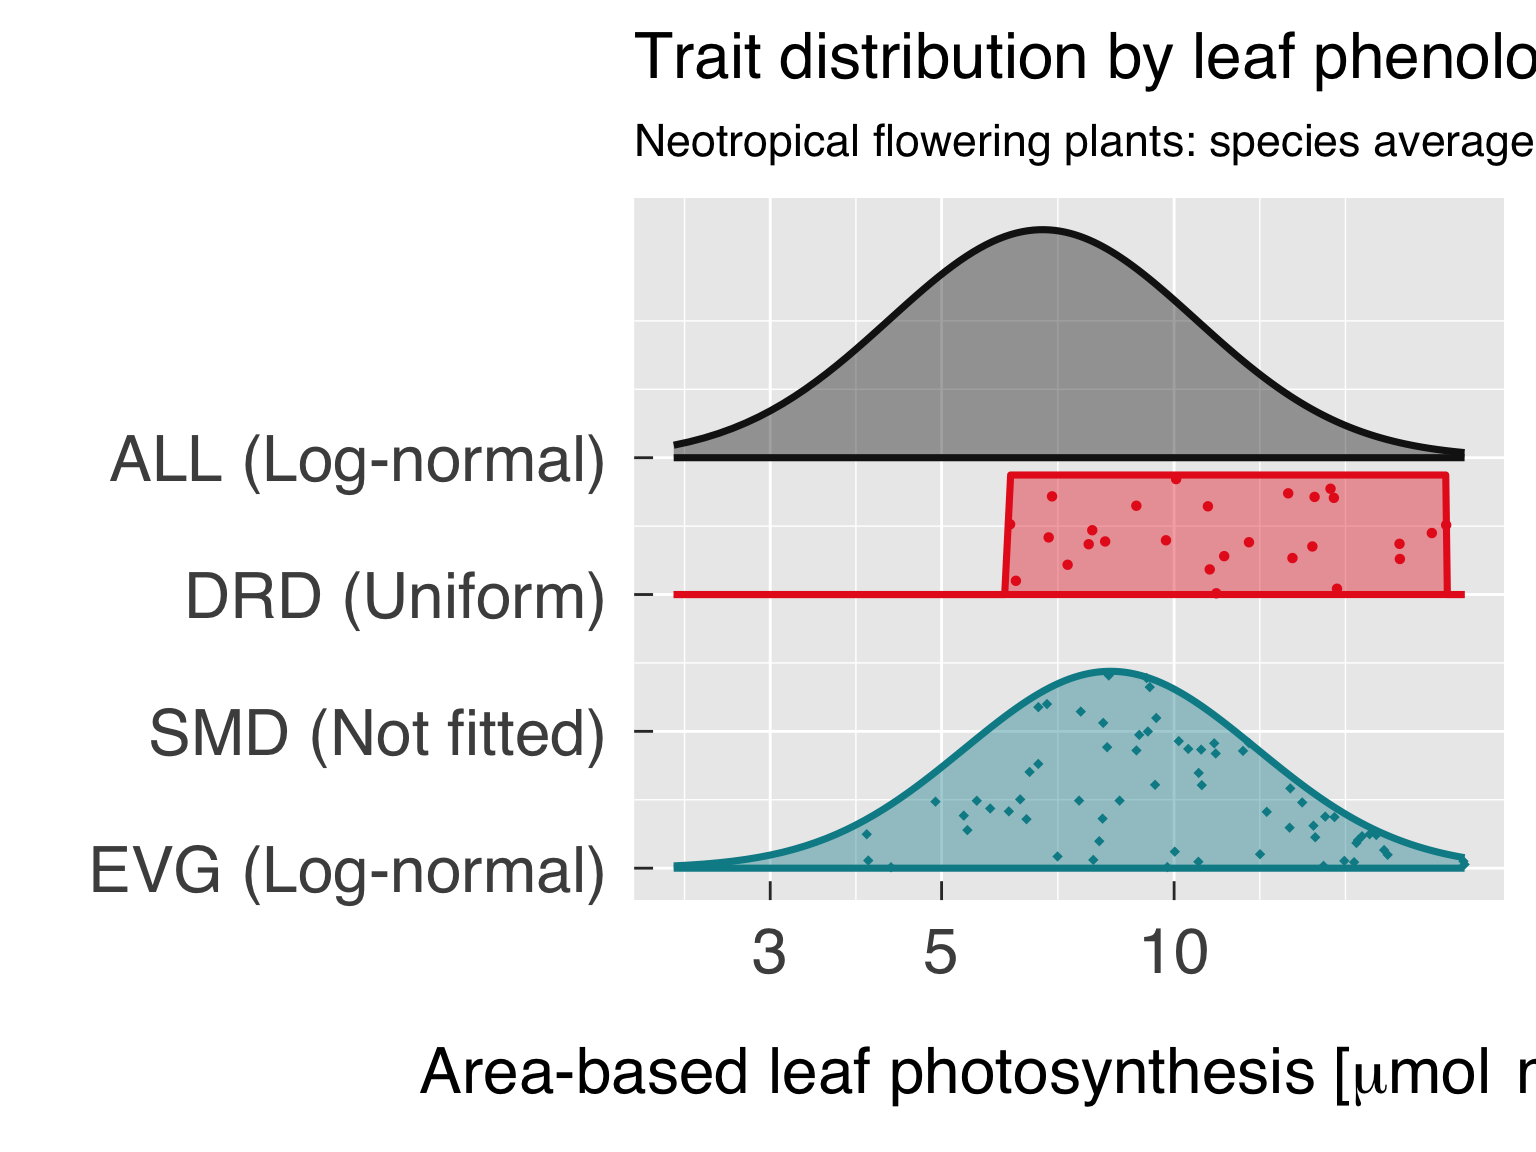 Trait distribution by leaf phenolo
Neotropical flowering plants: species average
ALL (Log-normal)
DRD (Uniform)
SMD (Not fitted)
EVG (Log-normal)
3 5 10
Area-based leaf photosynthesis [μmol